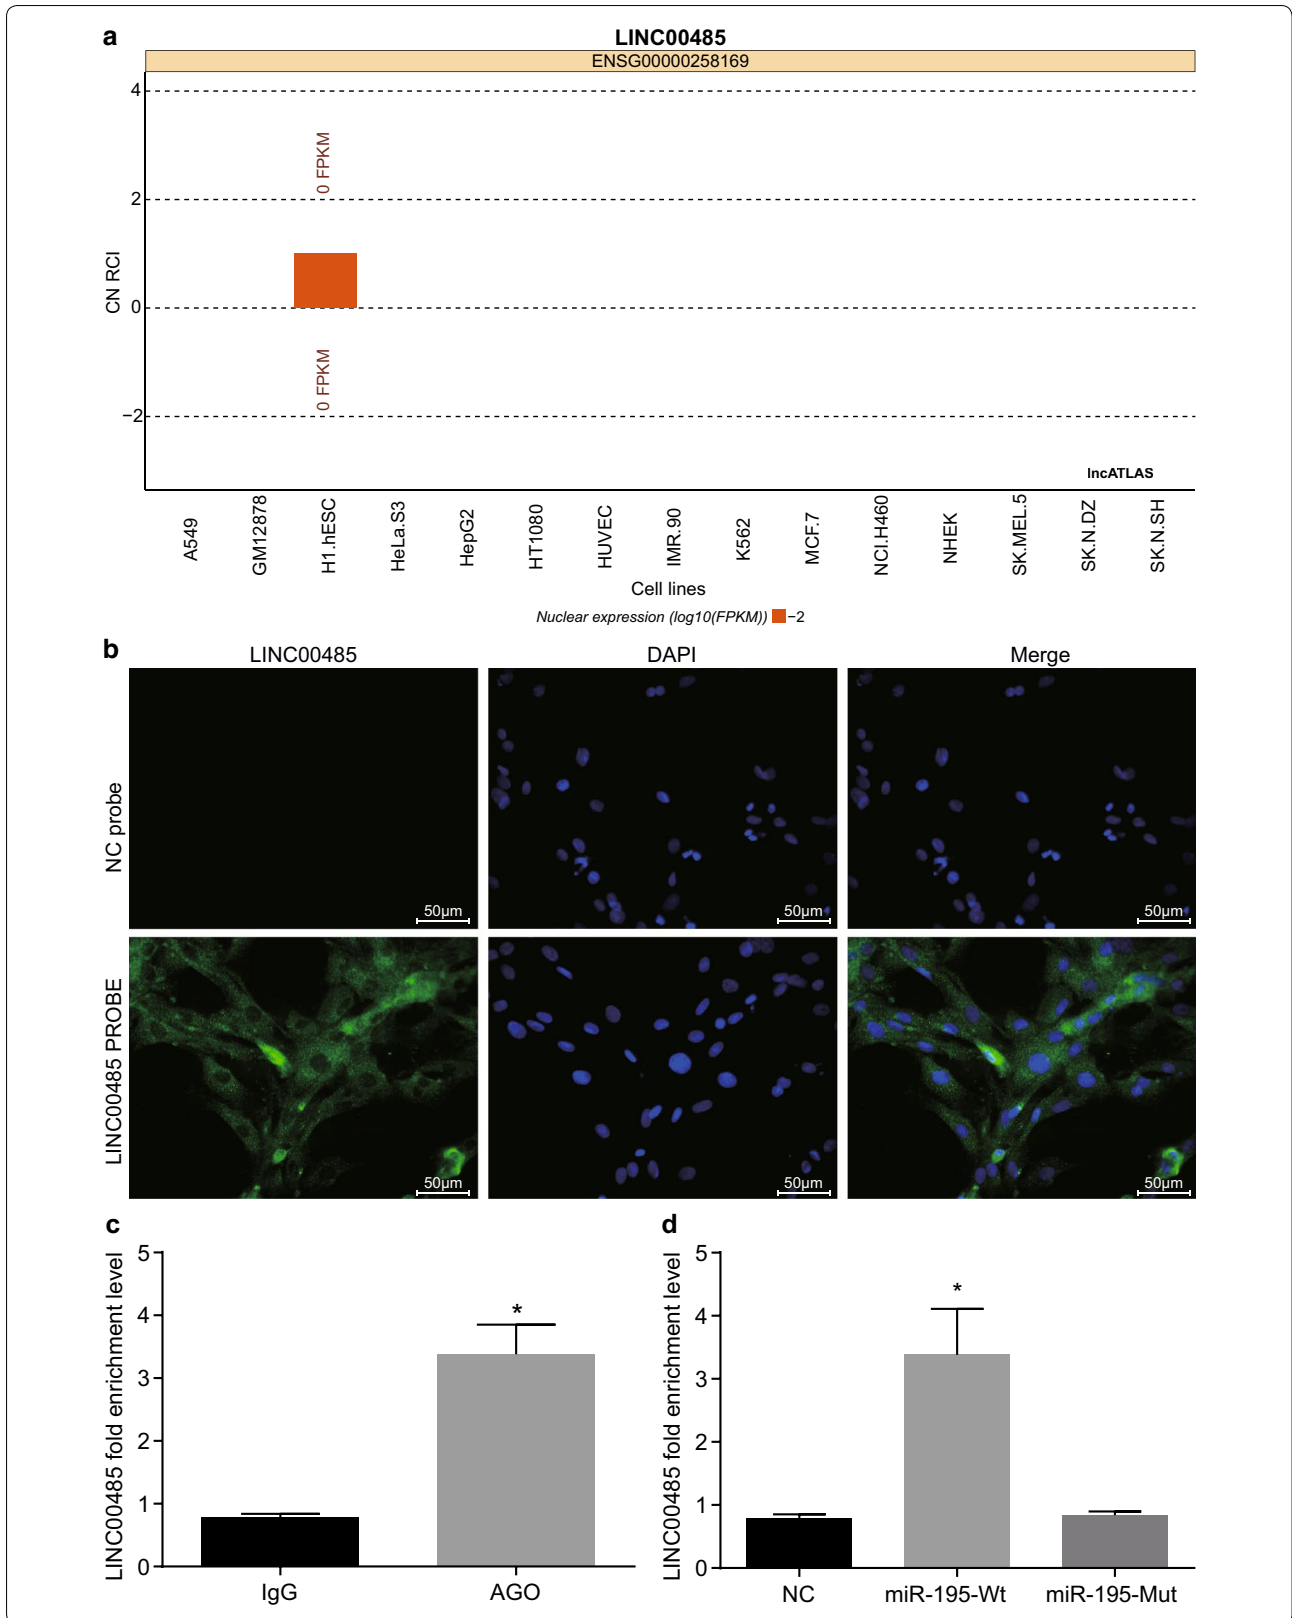 a
LINC00485
ENSG00000258169
4
2
0
−2
CN RCI
0 FPKM
0 FPKM
lncATLAS
A549
GM12878
H1.hESC
HeLa.S3
HepG2
HT1080
HUVEC
IMR.90
K562
MCF.7
NCI.H460
NHEK
SK.MEL.5
SK.N.DZ
SK.N.SH
Cell lines
Nuclear expression (log10(FPKM)) −2
b
LINC00485 DAPI Merge
NC probe
50μm 50μm 50μm
LINC00485 PROBE
50μm 50μm 50μm
c
LINC00485 fold enrichment level
5
4
3
2
1
0
*
IgG AGO
d
LINC00485 fold enrichment level
5
4
3
2
1
0
*
NC miR-195-Wt miR-195-Mut